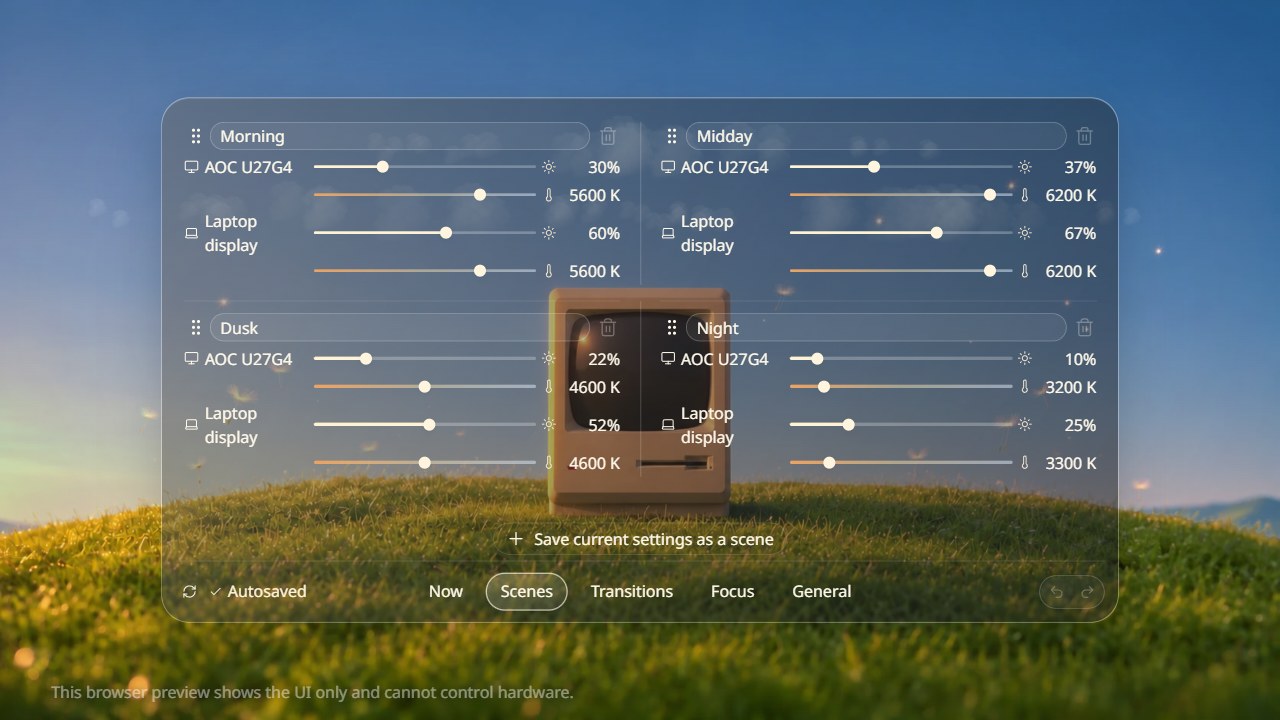 Morning
AOC U27G4 30%
5600 K
Laptop display 60%
5600 K
Midday
AOC U27G4 37%
6200 K
Laptop display 67%
6200 K
Dusk
AOC U27G4 22%
4600 K
Laptop display 52%
4600 K
Night
AOC U27G4 10%
3200 K
Laptop display 25%
3300 K
Save current settings as a scene
Autosaved Now Scenes Transitions Focus General
This browser preview shows the UI only and cannot control hardware.